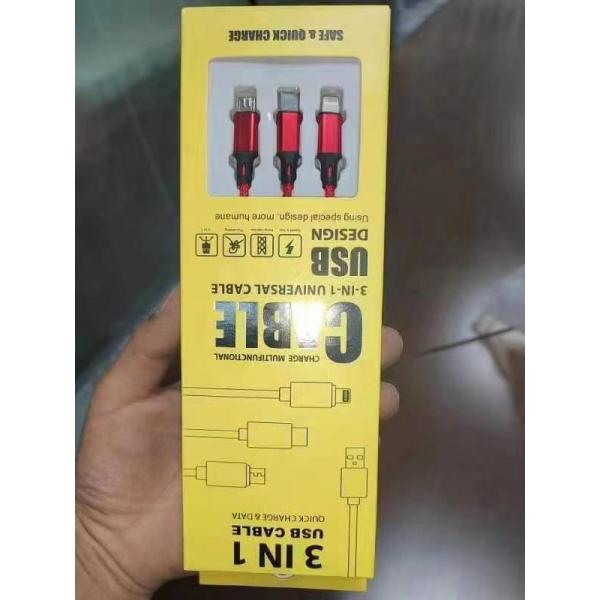 3 IN 1
USB CABLE
QUICK CHARGE & DATA
CHARGE MULTIFUNCTIONAL
CABLE
3-IN-1 UNIVERSAL CABLE
USB
DESIGN
Using special design, more humane
SAFE & QUICK CHARGE